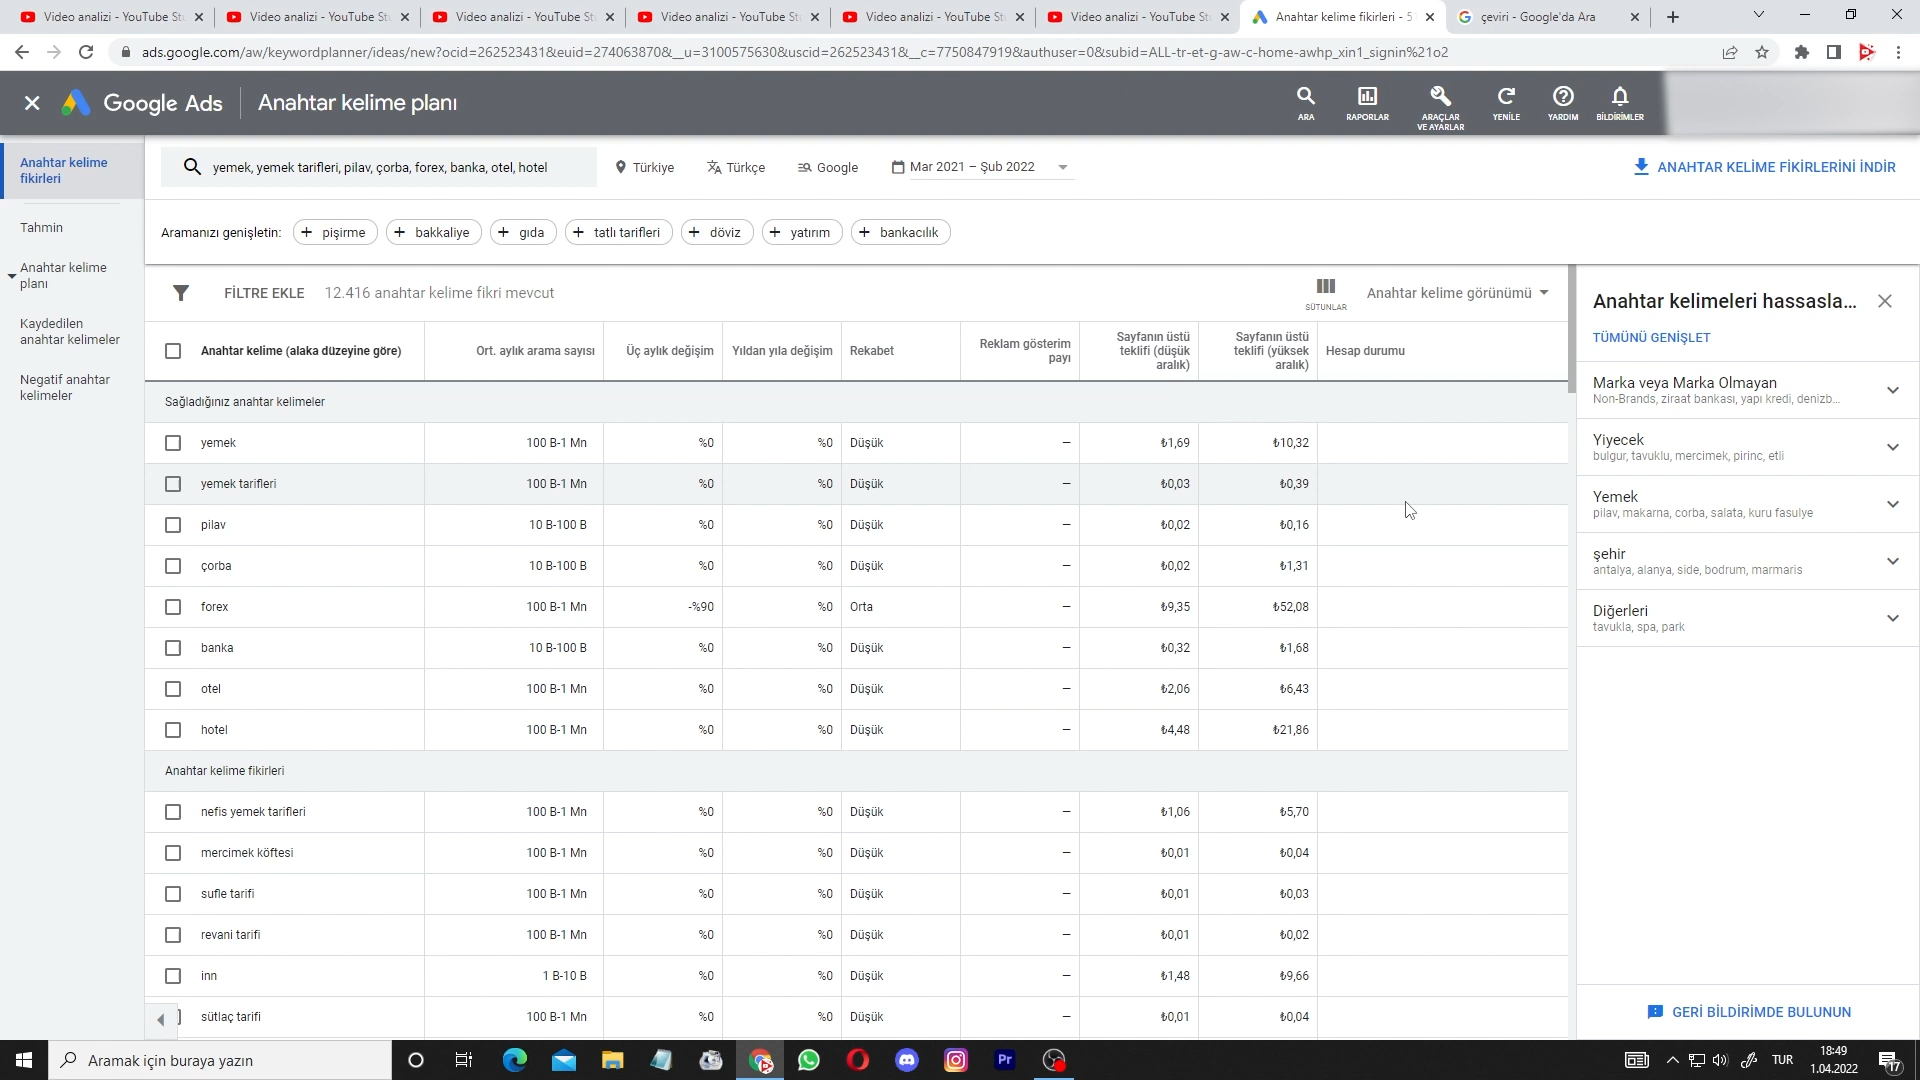 Video analizi - YouTube St
Video analizi - YouTube St
Video analizi - YouTube St
Video analizi - YouTube St
Video analizi - YouTube St
Video analizi - YouTube St
Anahtar kelime fikirleri - 5
çeviri - Google'da Ara
ads.google.com/aw/keywordplanner/ideas/new?ocid=262523431&euid=274063870&__u=31005756​30&uscid=262523431&__c=7750847919&authuser=0&subid=ALL-tr-et-g-aw-c-home-awhp_xin1_signin%21o2
Google Ads
Anahtar kelime planı
ARA
RAPORLAR
ARAÇLAR
VE AYARLAR
YENİLE
YARDIM
BİLDİRİMLER
Anahtar kelime
fikirleri
Tahmin
Anahtar kelime
planı
Kaydedilen
anahtar kelimeler
Negatif anahtar
kelimeler
yemek, yemek tarifleri, pilav, çorba, forex, banka, otel, hotel
Türkiye
Türkçe
Google
Mar 2021 – Şub 2022
ANAHTAR KELİME FİKİRLERİNİ İNDİR
Aramanızı genişletin:
+ pişirme
+ bakkaliye
+ gıda
+ tatlı tarifleri
+ döviz
+ yatırım
+ bankacılık
FİLTRE EKLE
12.416 anahtar kelime fikri mevcut
SÜTUNLAR
Anahtar kelime görünümü
Anahtar kelime (alaka düzeyine göre)
Ort. aylık arama sayısı
Üç aylık değişim
Yıldan yıla değişim
Rekabet
Reklam gösterim
payı
Sayfanın üstü
teklifi (düşük
aralık)
Sayfanın üstü
teklifi (yüksek
aralık)
Hesap durumu
Sağladığınız anahtar kelimeler
yemek 100 B-1 Mn %0 %0 Düşük – ₺1,69 ₺10,32
yemek tarifleri 100 B-1 Mn %0 %0 Düşük – ₺0,03 ₺0,39
pilav 10 B-100 B %0 %0 Düşük – ₺0,02 ₺0,16
çorba 10 B-100 B %0 %0 Düşük – ₺0,02 ₺1,31
forex 100 B-1 Mn -%90 %0 Orta – ₺9,35 ₺52,08
banka 10 B-100 B %0 %0 Düşük – ₺0,32 ₺1,68
otel 100 B-1 Mn %0 %0 Düşük – ₺2,06 ₺6,43
hotel 100 B-1 Mn %0 %0 Düşük – ₺4,48 ₺21,86
Anahtar kelime fikirleri
nefis yemek tarifleri 100 B-1 Mn %0 %0 Düşük – ₺1,06 ₺5,70
mercimek köftesi 100 B-1 Mn %0 %0 Düşük – ₺0,01 ₺0,04
sufle tarifi 100 B-1 Mn %0 %0 Düşük – ₺0,01 ₺0,03
revani tarifi 100 B-1 Mn %0 %0 Düşük – ₺0,01 ₺0,02
inn 1 B-10 B %0 %0 Düşük – ₺1,48 ₺9,66
sütlaç tarifi 100 B-1 Mn %0 %0 Düşük – ₺0,01 ₺0,04
Anahtar kelimeleri hassasla...
TÜMÜNÜ GENİŞLET
Marka veya Marka Olmayan
Non-Brands, ziraat bankası, yapı kredi, denizb...
Yiyecek
bulgur, tavuklu, mercimek, pirinc, etli
Yemek
pilav, makarna, corba, salata, kuru fasulye
şehir
antalya, alanya, side, bodrum, marmaris
Diğerleri
tavukla, spa, park
GERİ BİLDİRİMDE BULUNUN
Aramak için buraya yazın
Pr
TUR
18:49
1.04.2022
17